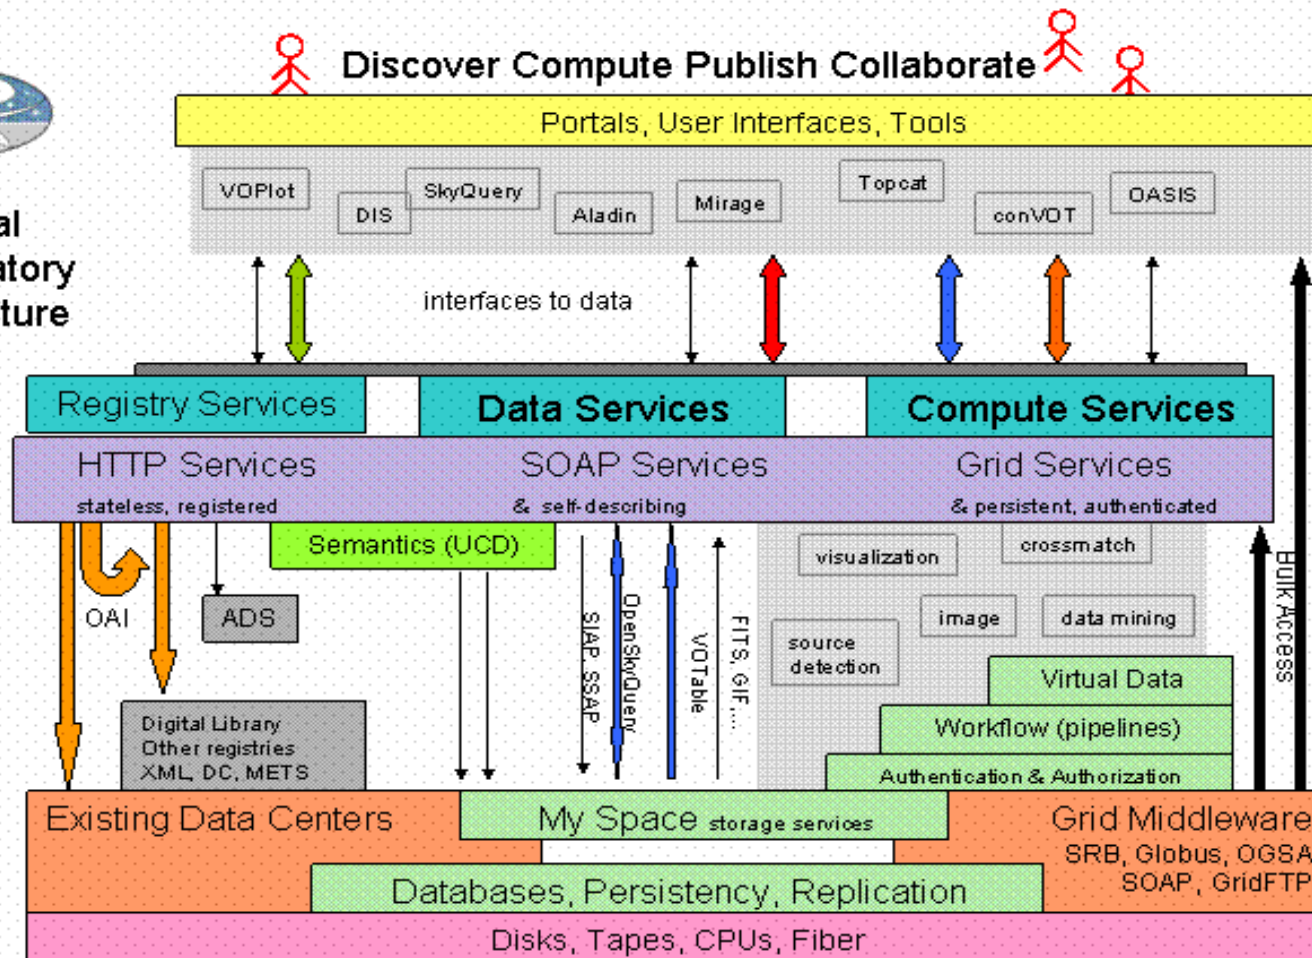 Discover Compute Publish Collaborate
Portals, User Interfaces, Tools
VOPlot
DIS
SkyQuery
Aladin
Mirage
Topcat
conVOT
OASIS
al
atory
ture
interfaces to data
Registry Services
Data Services
Compute Services
HTTP Services
SOAP Services
Grid Services
stateless, registered
& self-describing
& persistent, authenticated
Semantics (UCD)
visualization
crossmatch
OAI
ADS
SIAP, SSAP
OpenSkyQuery
VOTable
FITS, GIF,....
source
detection
image
data mining
Bulk Access
Virtual Data
Workflow (pipelines)
Authentication & Authorization
Digital Library
Other registries
XML, DC, METS
Existing Data Centers
My Space storage services
Grid Middleware
SRB, Globus, OGSA
SOAP, GridFTP
Databases, Persistency, Replication
Disks, Tapes, CPUs, Fiber